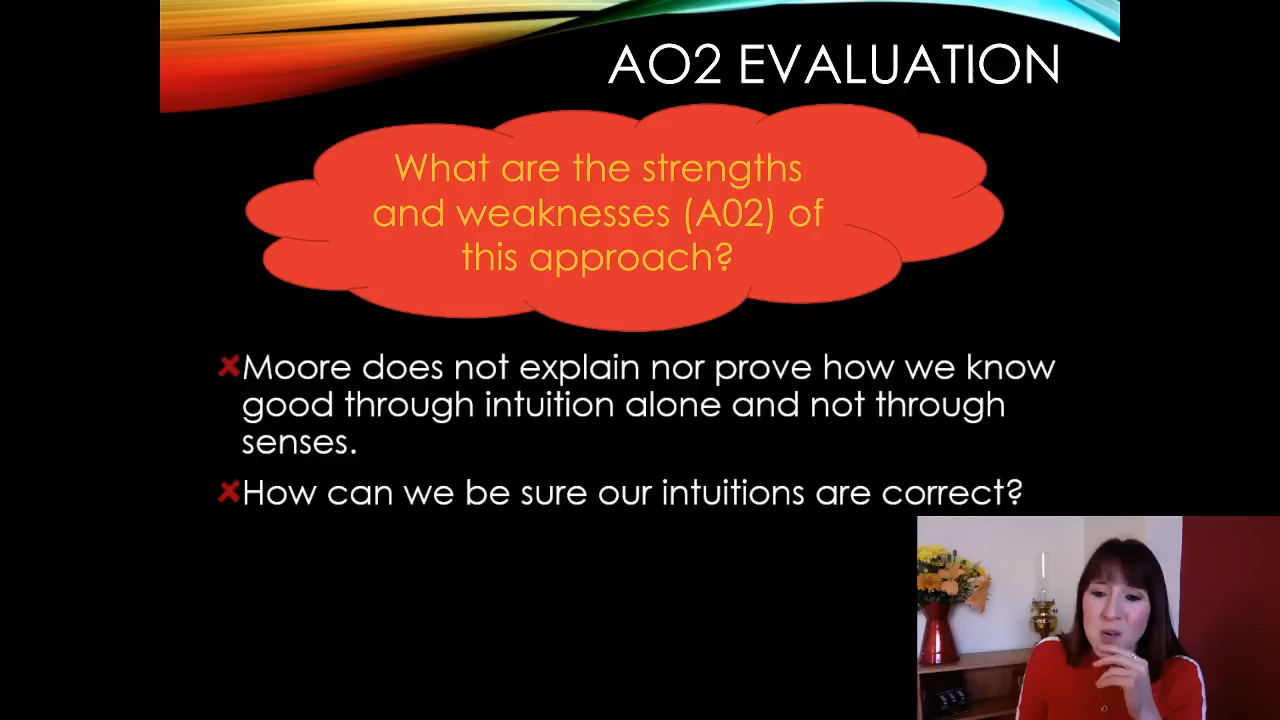 AO2 EVALUATION
What are the strengths
and weaknesses (A02) of
this approach?
Moore does not explain nor prove how we know
good through intuition alone and not through
senses.
How can we be sure our intuitions are correct?